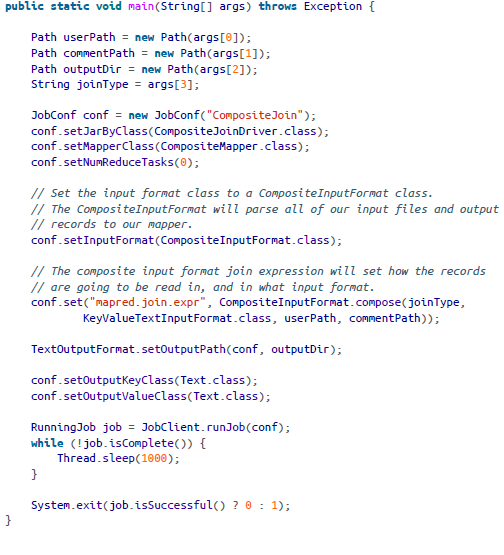 public static void main(String[] args) throws Exception {
Path userPath = new Path(args[0]);
Path commentPath = new Path(args[1]);
Path outputDir = new Path(args[2]);
String joinType = args[3];
JobConf conf = new JobConf("CompositeJoin");
conf.setJarByClass(CompositeJoinDriver.class);
conf.setMapperClass(CompositeMapper.class);
conf.setNumReduceTasks(0);
// Set the input format class to a CompositeInputFormat class.
// The CompositeInputFormat will parse all of our input files and output
// records to our mapper.
conf.setInputFormat(CompositeInputFormat.class);
// The composite input format join expression will set how the records
// are going to be read in, and in what input format.
conf.set("mapred.join.expr", CompositeInputFormat.compose(joinType,
KeyValueTextInputFormat.class, userPath, commentPath));
TextOutputFormat.setOutputPath(conf, outputDir);
conf.setOutputKeyClass(Text.class);
conf.setOutputValueClass(Text.class);
RunningJob job = JobClient.runJob(conf);
while (!job.isComplete()) {
Thread.sleep(1000);
}
System.exit(job.isSuccessful() ? 0 : 1);
}